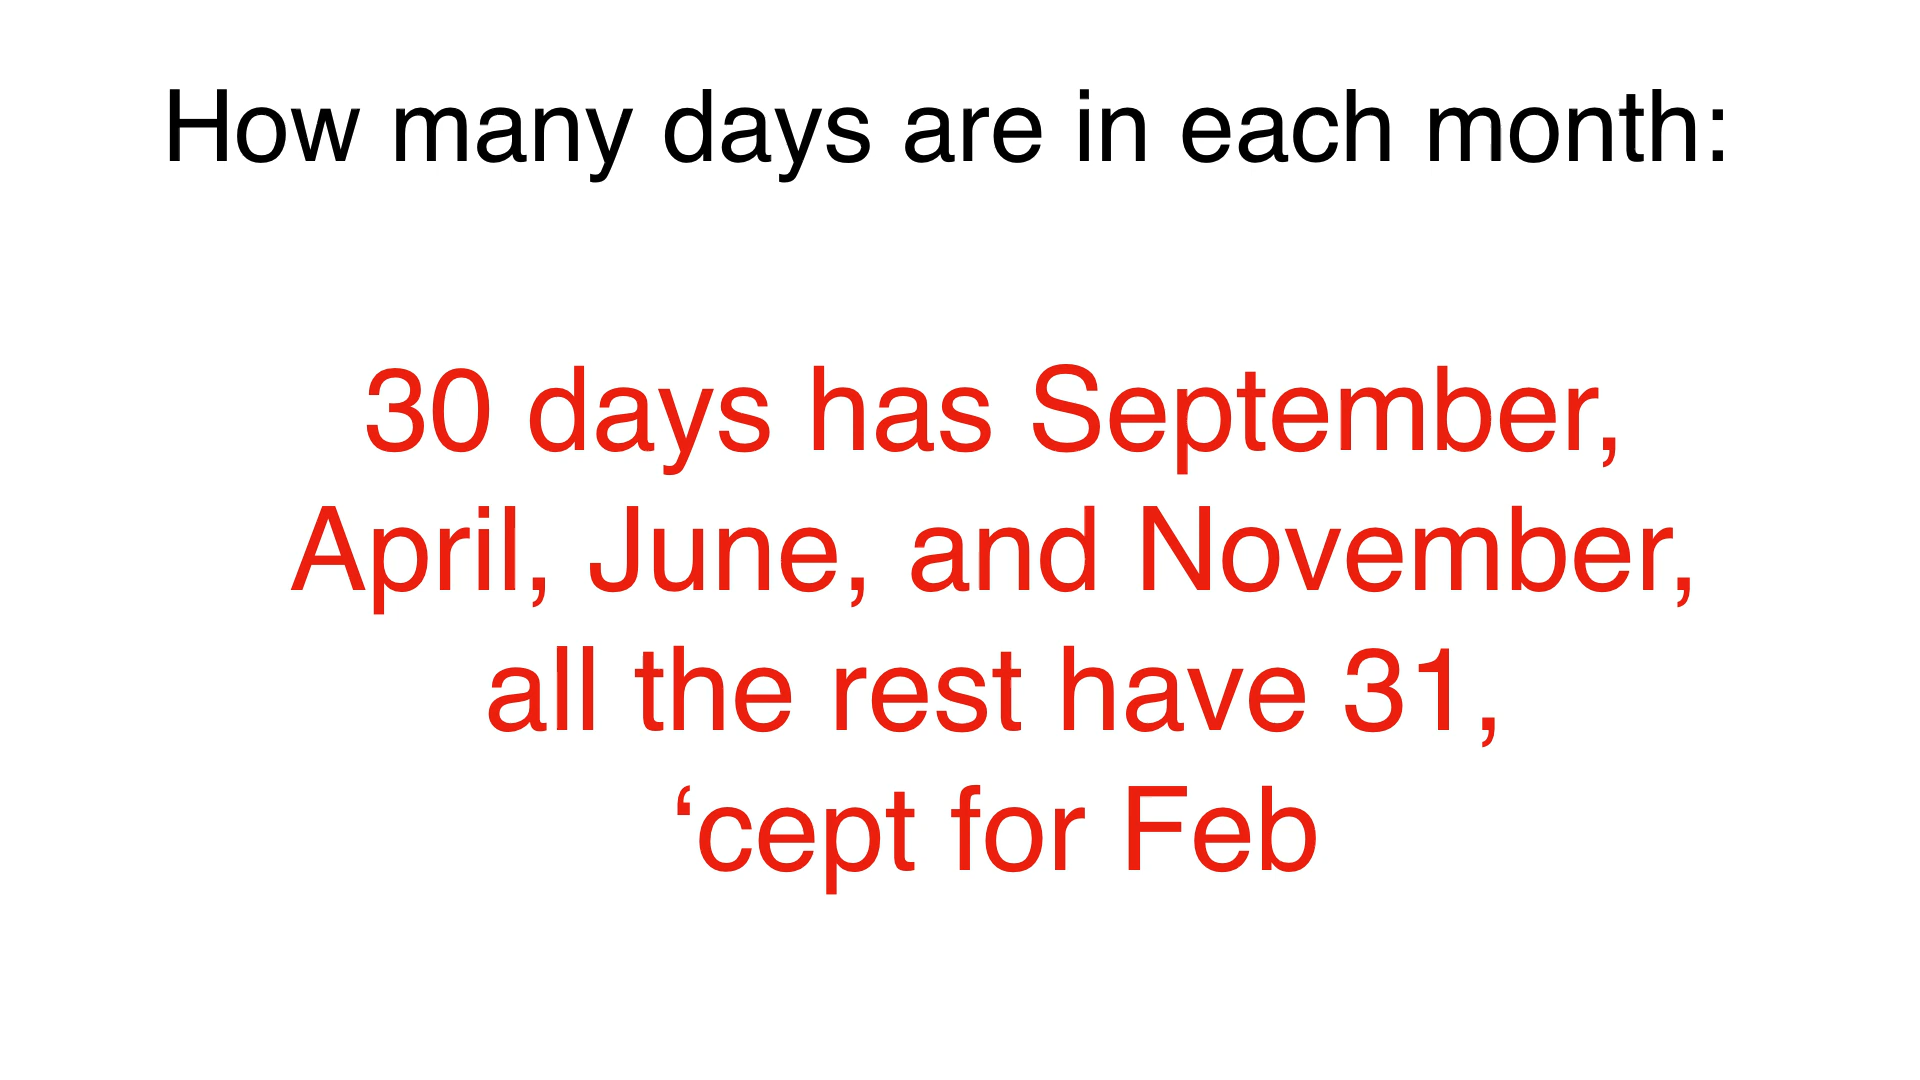 How many days are in each month:
30 days has September,
April, June, and November,
all the rest have 31,
‘cept for Feb